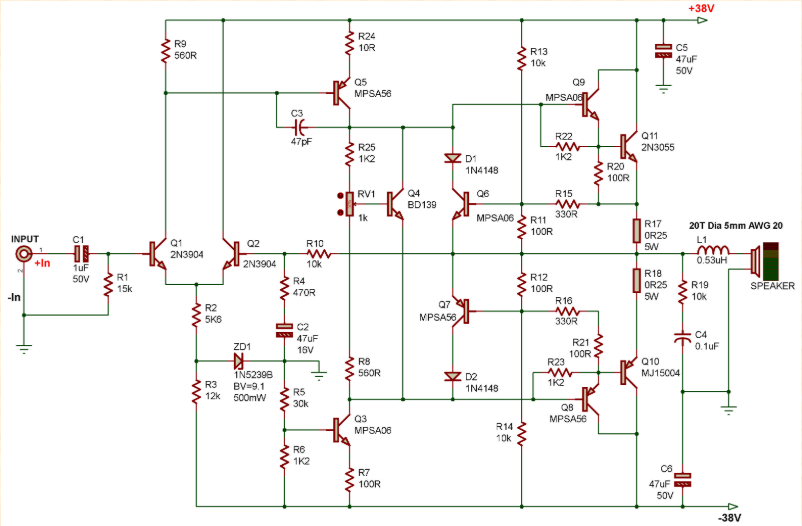 +38V
R9
560R
R24
10R
R13
10k
C5
47uF
50V
Q5
MPSA56
Q9
MPSA06
C3
47pF
R22
1K2
Q11
2N3055
R25
1K2
D1
1N4148
R20
100R
RV1
1k
Q4
BD139
Q6
MPSA06
R15
330R
R11
100R
R17
0R25
5W
20T Dia 5mm AWG 20
L1
0.53uH
SPEAKER
INPUT
1
+In
2
-In
C1
1uF
50V
R1
15k
Q1
2N3904
Q2
2N3904
R10
10k
R4
470R
R12
100R
R18
0R25
5W
R19
10k
Q7
MPSA56
R16
330R
R2
5K6
C2
47uF
16V
R21
100R
C4
0.1uF
ZD1
1N5239B
BV=9.1
500mW
R8
560R
D2
1N4148
R23
1K2
Q10
MJ15004
R3
12k
R5
30k
Q8
MPSA56
Q3
MPSA06
R14
10k
R6
1K2
R7
100R
C6
47uF
50V
-38V